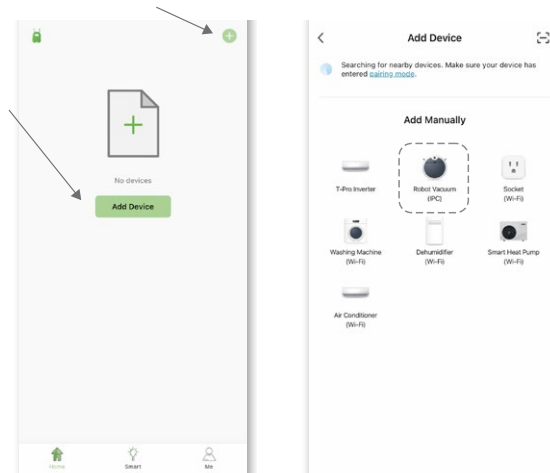 No devices
Add Device
Home
Smart
Me
Add Device
Searching for nearby devices. Make sure your device has
entered pairing mode.
Add Manually
T-Pro Inverter
Robot Vacuum
(IPC)
Socket
(Wi-Fi)
Washing Machine
(Wi-Fi)
Dehumidifier
(Wi-Fi)
Smart Heat Pump
(Wi-Fi)
Air Conditioner
(Wi-Fi)